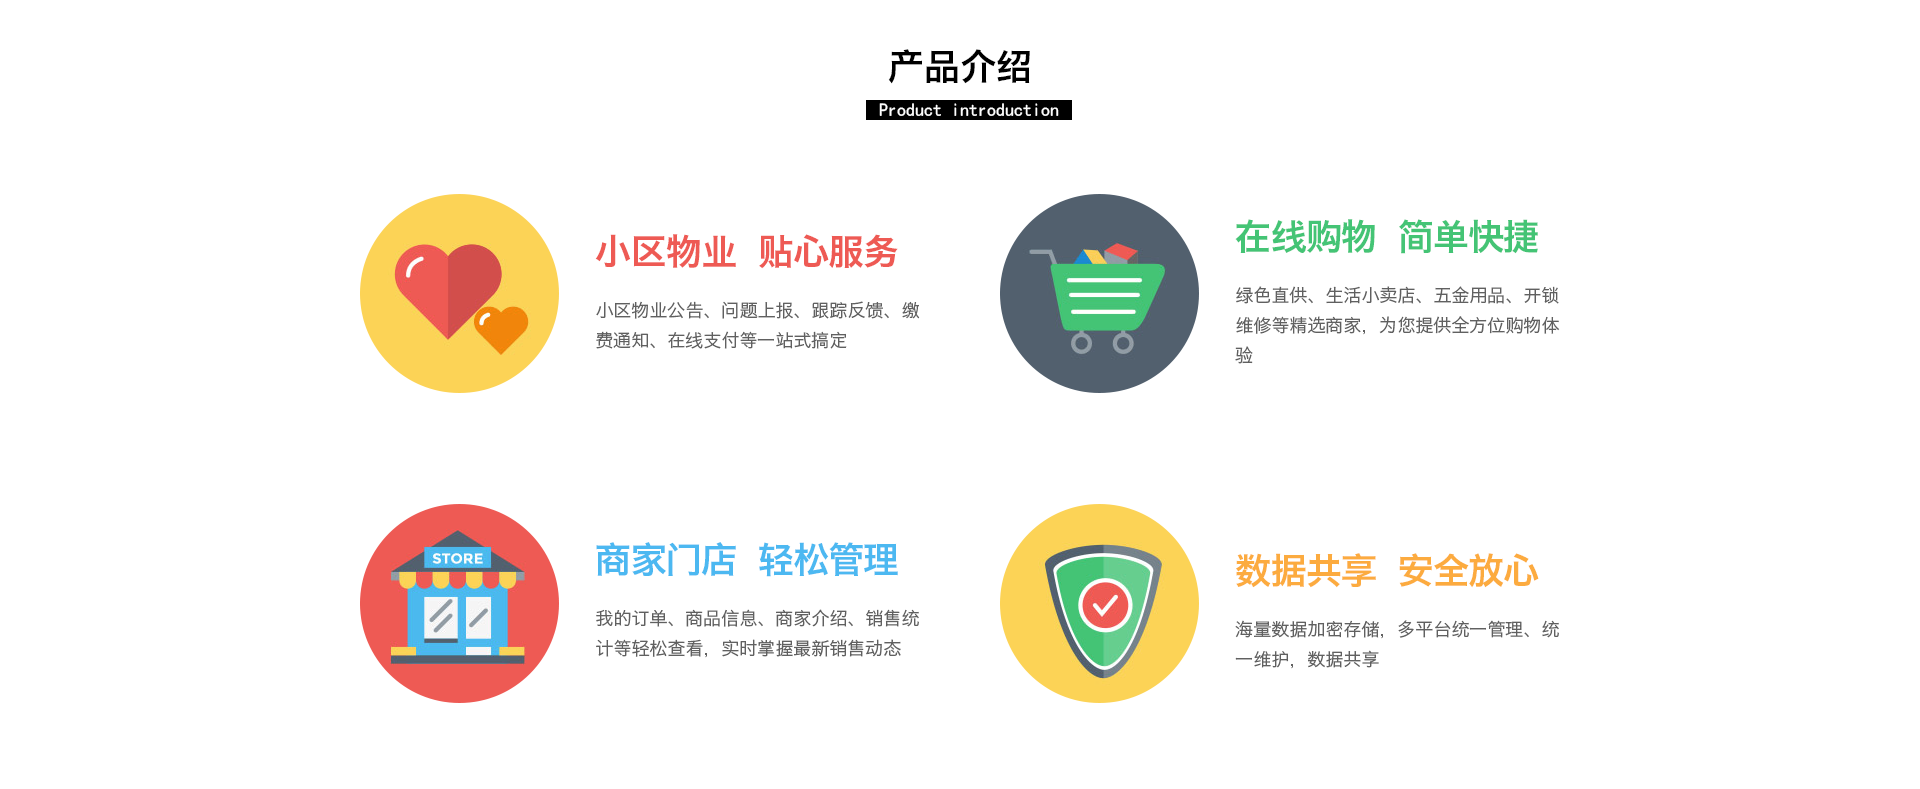 产品介绍
Product introduction
小区物业 贴心服务
小区物业公告、问题上报、跟踪反馈、缴
费通知、在线支付等一站式搞定
在线购物 简单快捷
绿色直供、生活小卖店、五金用品、开锁
维修等精选商家，为您提供全方位购物体
验
STORE
商家门店 轻松管理
我的订单、商品信息、商家介绍、销售统
计等轻松查看，实时掌握最新销售动态
数据共享 安全放心
海量数据加密存储，多平台统一管理、统
一维护，数据共享